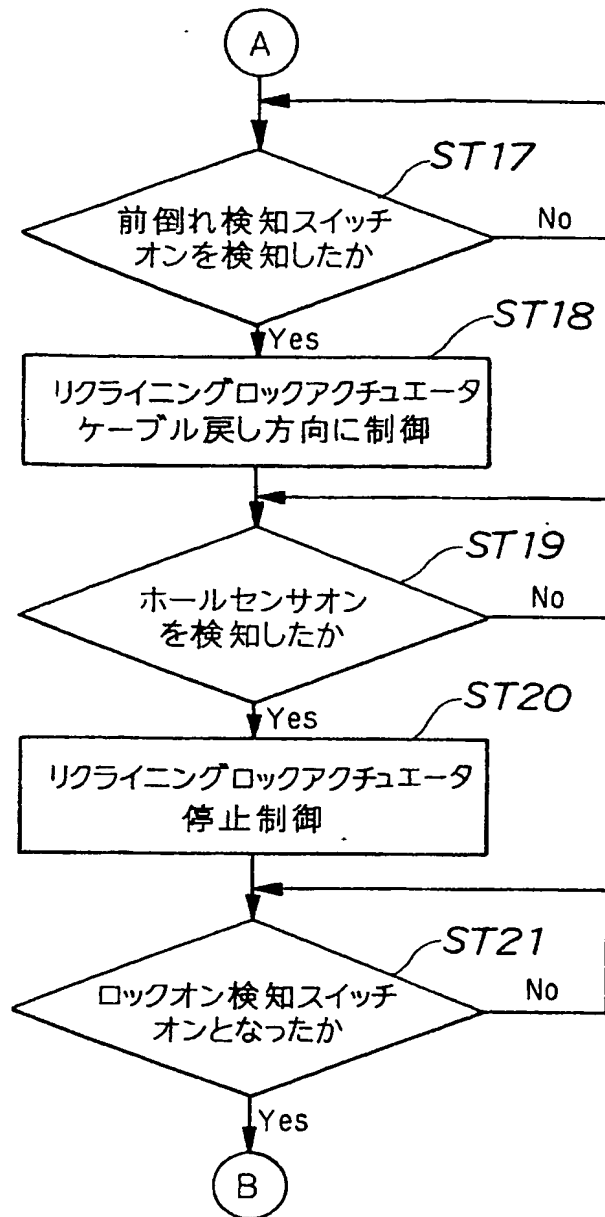 A
ST17
前倒れ検知スイッチ
オンを検知したか
No
Yes
ST18
リクライニングロックアクチュエータ
ケーブル戻し方向に制御
ST19
ホールセンサオン
を検知したか
No
Yes
ST20
リクライニングロックアクチュエータ
停止制御
ST21
ロックオン検知スイッチ
オンとなったか
No
Yes
B